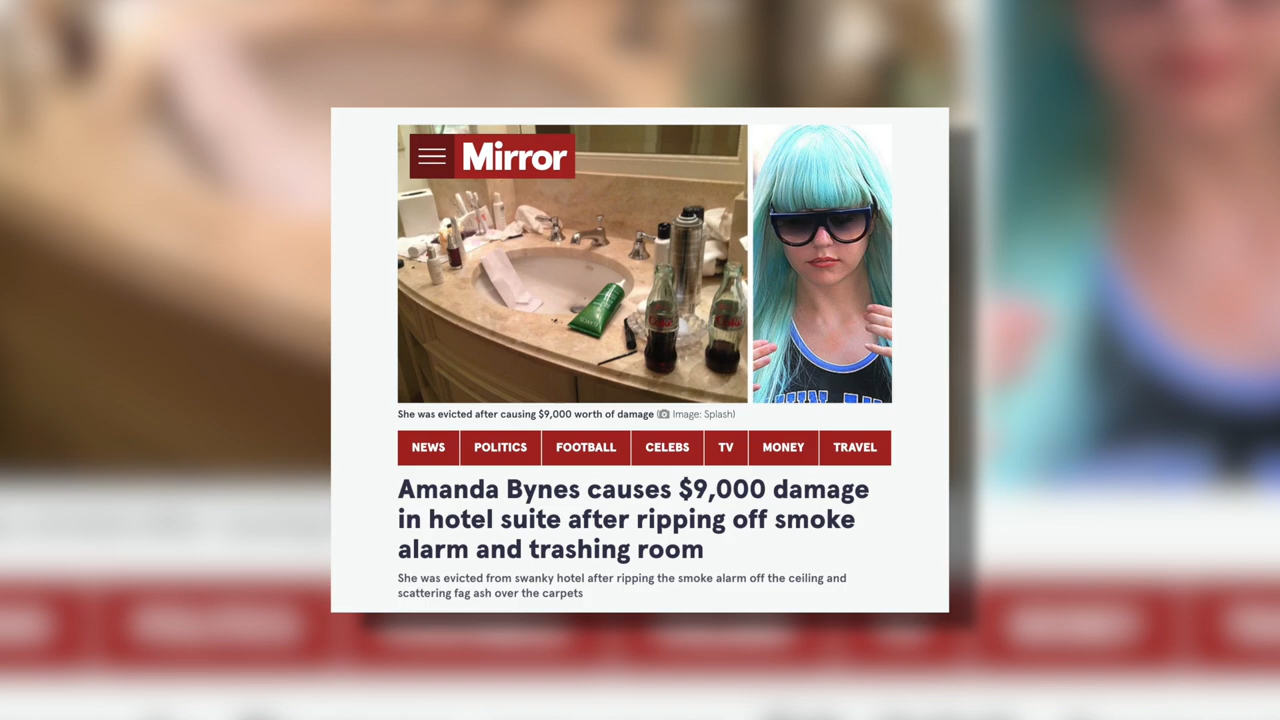 Mirror
She was evicted after causing $9,000 worth of damage (Image: Splash)
NEWS POLITICS FOOTBALL CELEBS TV MONEY TRAVEL
Amanda Bynes causes $9,000 damage
in hotel suite after ripping off smoke
alarm and trashing room
She was evicted from swanky hotel after ripping the smoke alarm off the ceiling and
scattering fag ash over the carpets